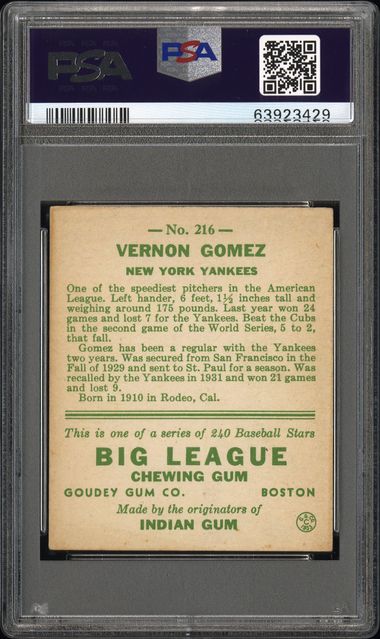 PSA
PSA
63923429
— No. 216 —
VERNON GOMEZ
NEW YORK YANKEES
One of the speediest pitchers in the American
League. Left hander, 6 feet, 1½ inches tall and
weighing around 175 pounds. Last year won 24
games and lost 7 for the Yankees. Beat the Cubs
in the second game of the World Series, 5 to 2,
that fall.
Gomez has been a regular with the Yankees
two years. Was secured from San Francisco in the
Fall of 1929 and sent to St. Paul for a season. Was
recalled by the Yankees in 1931 and won 21 games
and lost 9.
Born in 1910 in Rodeo, Cal.
This is one of a series of 240 Baseball Stars
BIG LEAGUE
CHEWING GUM
GOUDEY GUM CO. BOSTON
Made by the originators of
INDIAN GUM